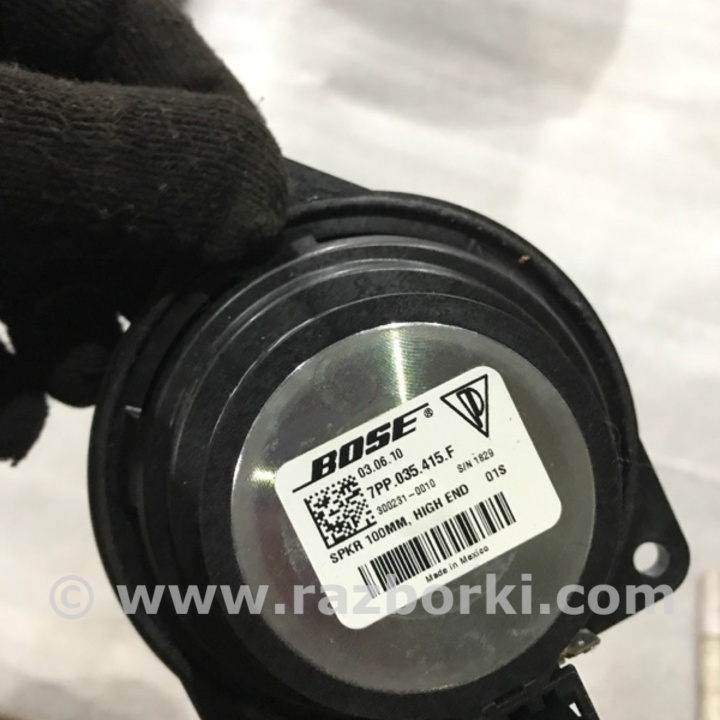 BOSE®
P
03.06.10
7PP.035.415.F
300231-0010 S/N 1829
SPKR 100MM, HIGH END 01S
Made in Mexico
© www.razborki.com